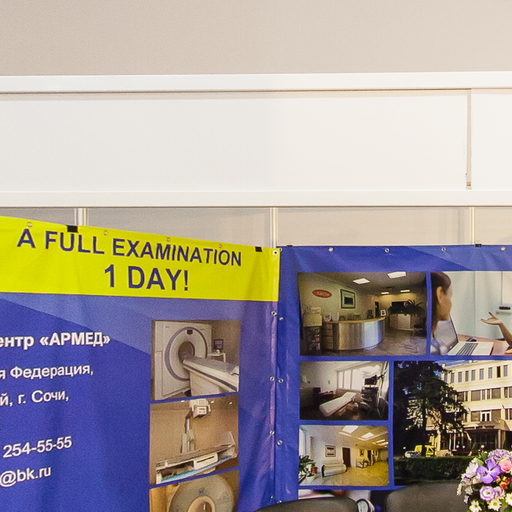 A FULL EXAMINATION
1 DAY!
ентр «АРМЕД»
я Федерация,
й, г. Сочи,
254-55-55
@bk.ru